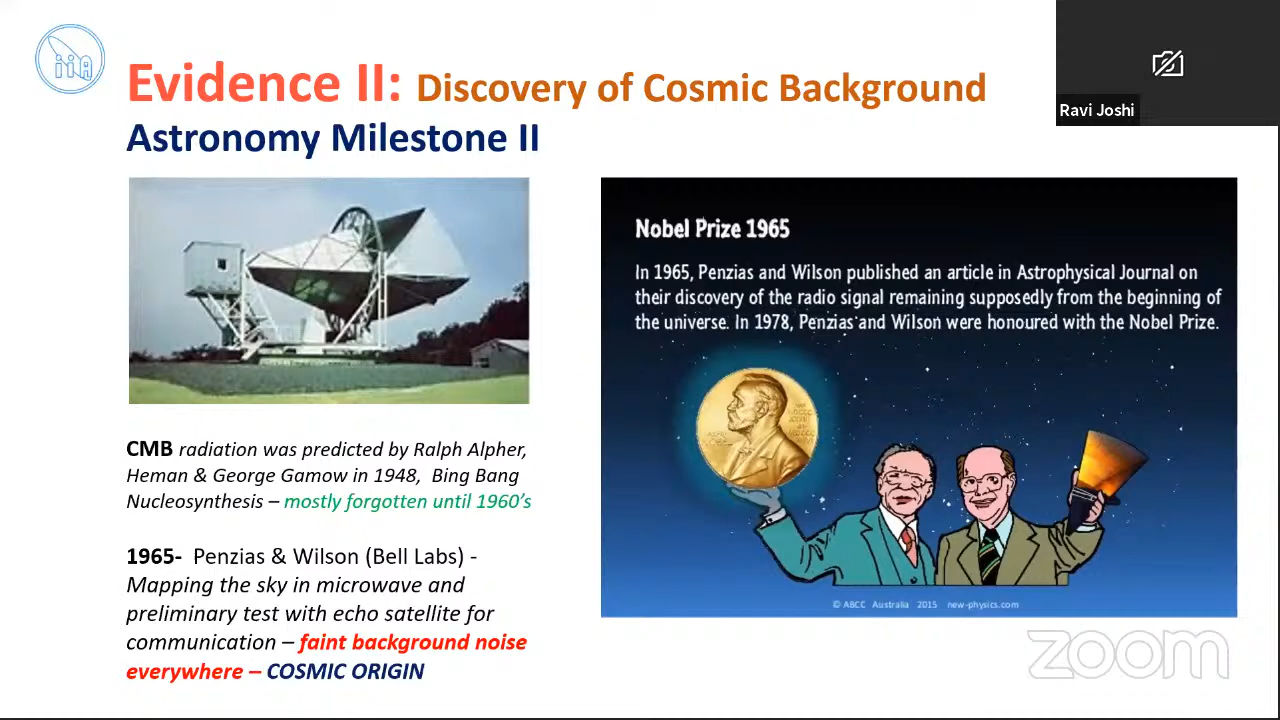 iiA
Evidence II: Discovery of Cosmic Background
Astronomy Milestone II
Ravi Joshi
Nobel Prize 1965
In 1965, Penzias and Wilson published an article in Astrophysical Journal on
their discovery of the radio signal remaining supposedly from the beginning of
the universe. In 1978, Penzias and Wilson were honoured with the Nobel Prize.
CMB radiation was predicted by Ralph Alpher,
Heman & George Gamow in 1948, Bing Bang
Nucleosynthesis – mostly forgotten until 1960's
1965- Penzias & Wilson (Bell Labs) -
Mapping the sky in microwave and
preliminary test with echo satellite for
communication – faint background noise
everywhere – COSMIC ORIGIN
© ABCC Australia 2015 new-physics.com
zoom